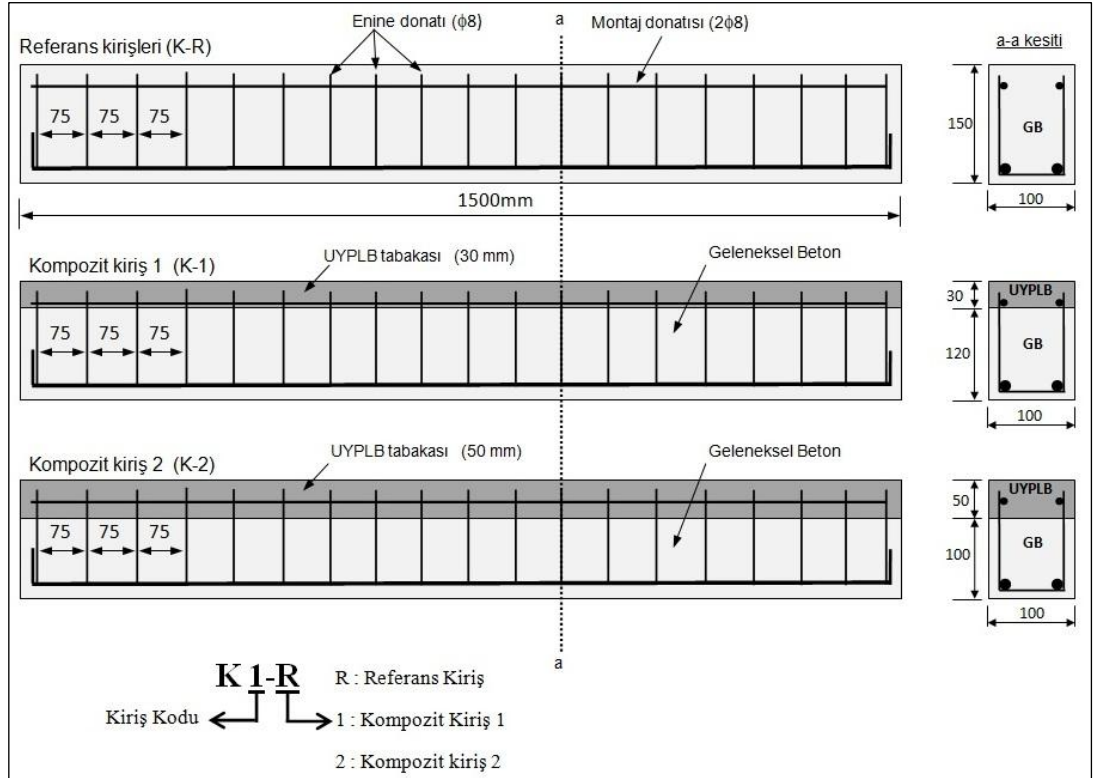 Enine donatı (ϕ8)
a
Montaj donatısı (2ϕ8)
Referans kirişleri (K-R)
a-a kesiti
75 75 75
150
GB
1500mm
100
Kompozit kiriş 1 (K-1)
UYPLB tabakası (30 mm)
Geleneksel Beton
75 75 75
30
UYPLB
120
GB
100
Kompozit kiriş 2 (K-2)
UYPLB tabakası (50 mm)
Geleneksel Beton
75 75 75
50
UYPLB
100
GB
100
a
K 1-R
R : Referans Kiriş
Kiriş Kodu
1 : Kompozit Kiriş 1
2 : Kompozit kiriş 2